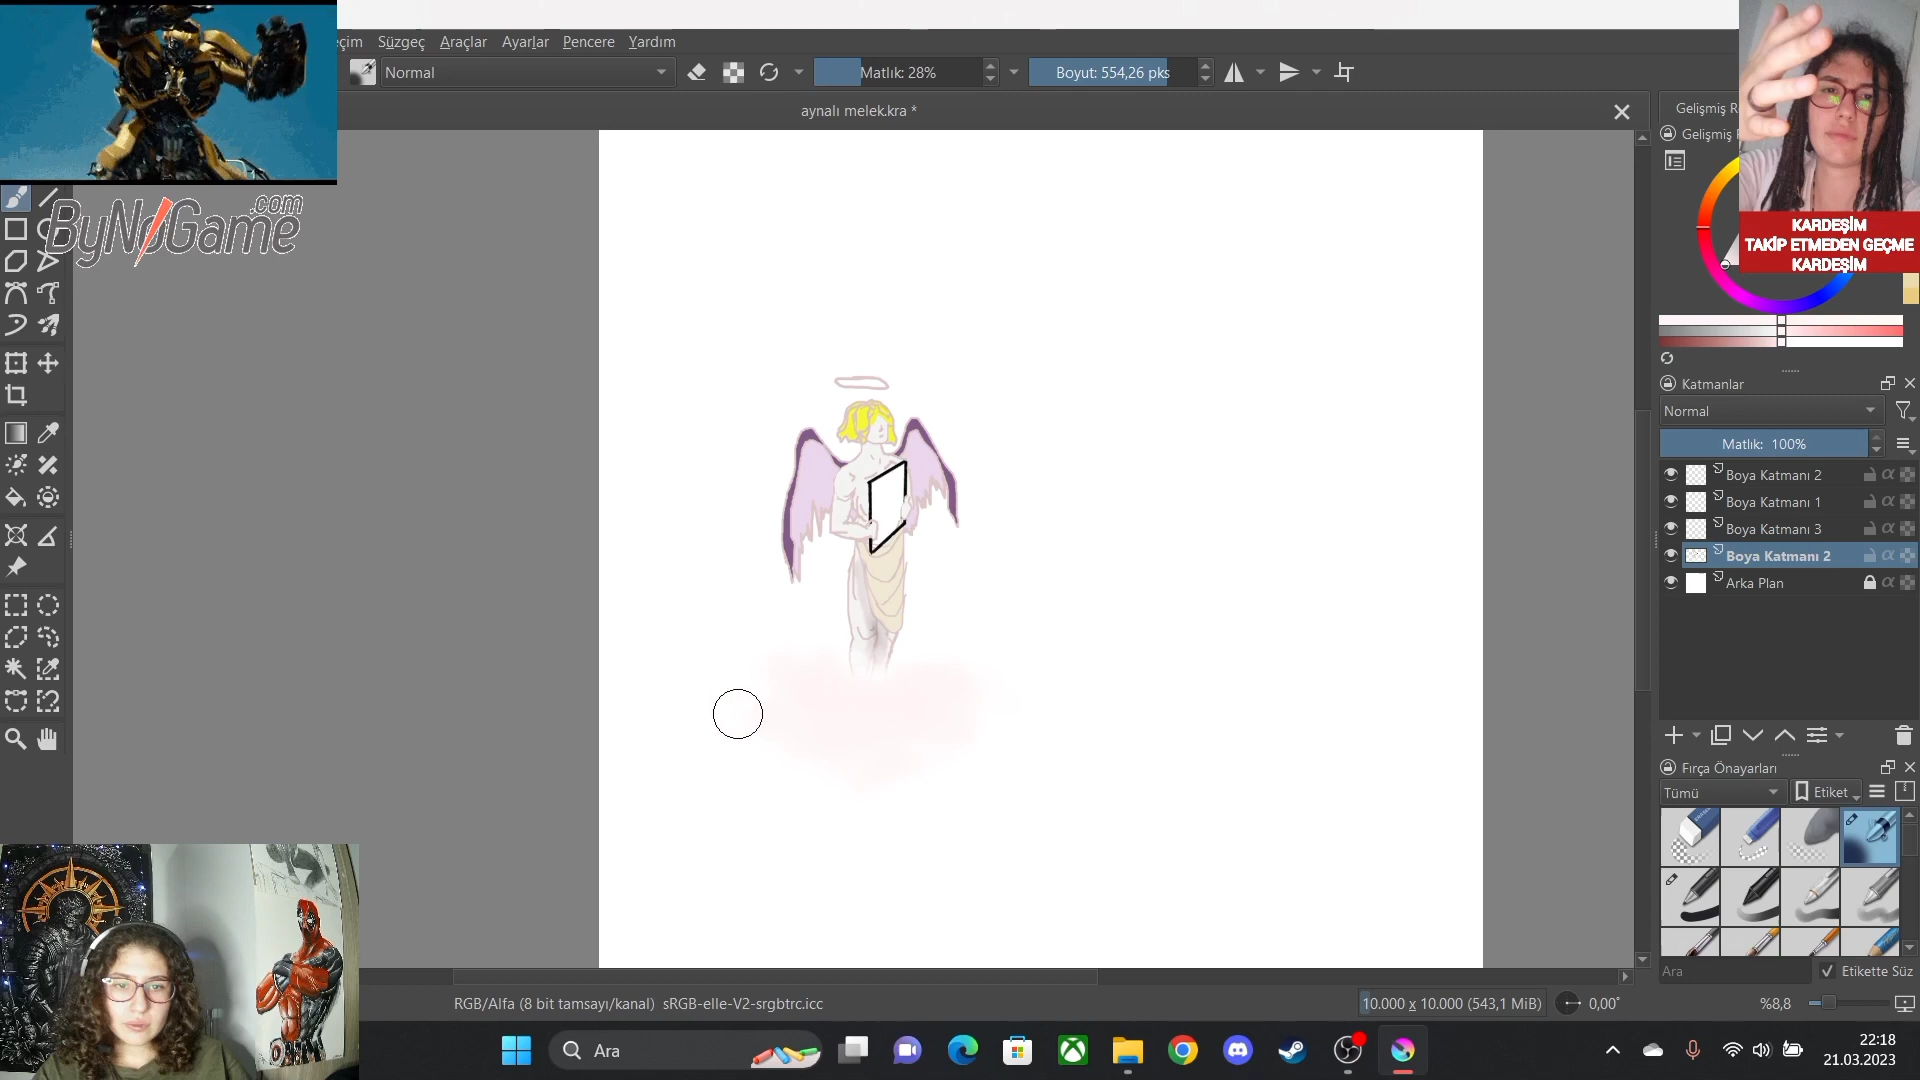 eçim Süzgeç Araçlar Ayarlar Pencere Yardım
Normal
Matlık: 28%
Boyut: 554,26 pks
aynalı melek.kra *
Gelişmiş R
Gelişmiş
ByNoGame
.com
KARDEŞİM
TAKİP ETMEDEN GEÇME
KARDEŞİM
Katmanlar
Normal
Matlık: 100%
Boya Katmanı 2
Boya Katmanı 1
Boya Katmanı 3
Boya Katmanı 2
Arka Plan
Fırça Önayarları
Tümü
Etiket
Ara
Etikette Süz
RGB/Alfa (8 bit tamsayı/kanal) sRGB-elle-V2-srgbtrc.icc
10.000 x 10.000 (543,1 MiB)
0,00°
%8,8
Ara
22:18
21.03.2023